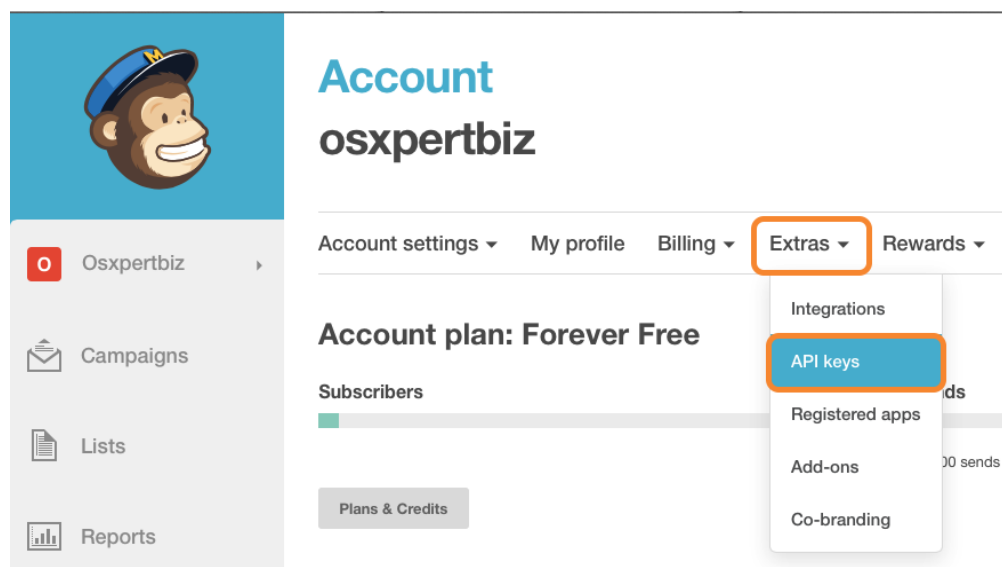 M
Account
osxpertbiz
Account settings My profile Billing Extras Rewards
O Osxpertbiz
Campaigns
Lists
Reports
Account plan: Forever Free
Subscribers
Plans & Credits
Integrations
API keys
Registered apps
Add-ons
Co-branding
sends